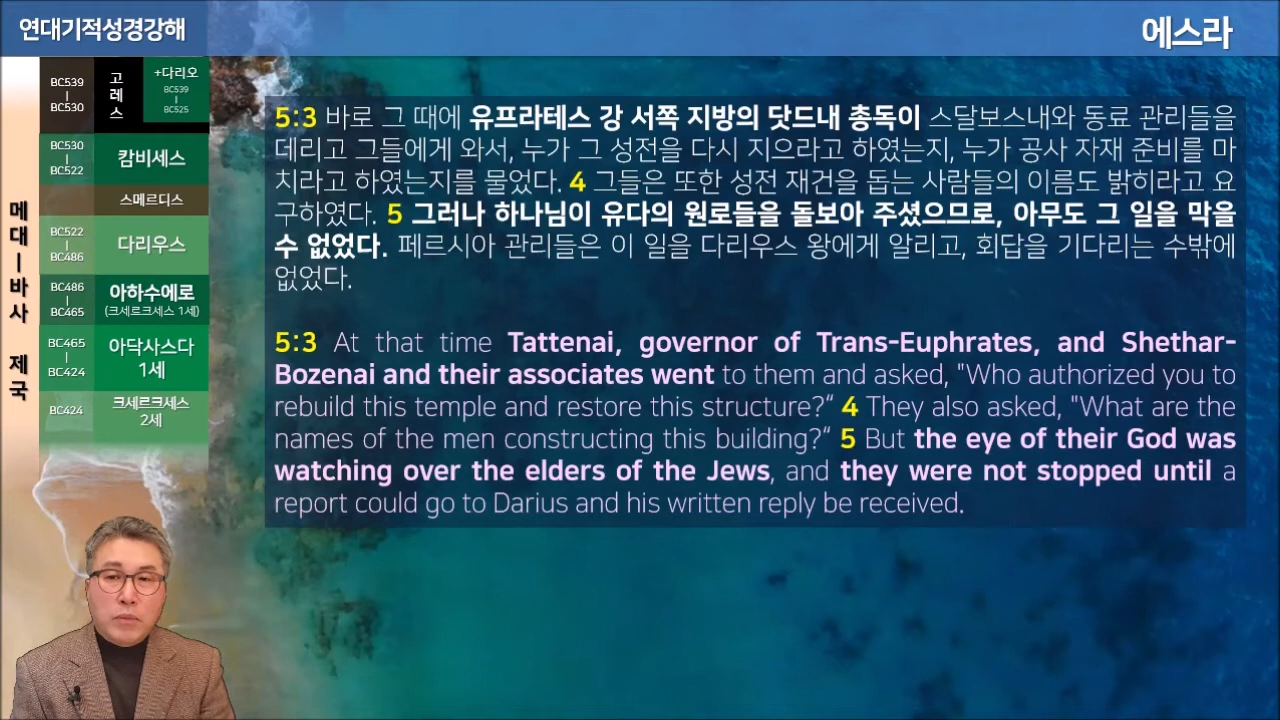 연대기적성경강해
에스라
메대-바사 제국
BC539
|
BC530
고레스
+다리오
BC539
|
BC525
BC530
|
BC522
캄비세스
스메르디스
BC522
|
BC486
다리우스
BC486
|
BC465
아하수에로
(크세르크세스 1세)
BC465
|
BC424
아닥사스다
1세
BC424
크세르크세스
2세
5:3 바로 그 때에 유프라테스 강 서쪽 지방의 닷드내 총독이 스달보스내와 동료 관리들을
데리고 그들에게 와서, 누가 그 성전을 다시 지으라고 하였는지, 누가 공사 자재 준비를 마
치라고 하였는지를 물었다. 4 그들은 또한 성전 재건을 돕는 사람들의 이름도 밝히라고 요
구하였다. 5 그러나 하나님이 유다의 원로들을 돌보아 주셨으므로, 아무도 그 일을 막을
수 없었다. 페르시아 관리들은 이 일을 다리우스 왕에게 알리고, 회답을 기다리는 수밖에
없었다.
5:3 At that time Tattenai, governor of Trans-Euphrates, and Shethar-
Bozenai and their associates went to them and asked, "Who authorized you to
rebuild this temple and restore this structure?“ 4 They also asked, "What are the
names of the men constructing this building?“ 5 But the eye of their God was
watching over the elders of the Jews, and they were not stopped until a
report could go to Darius and his written reply be received.